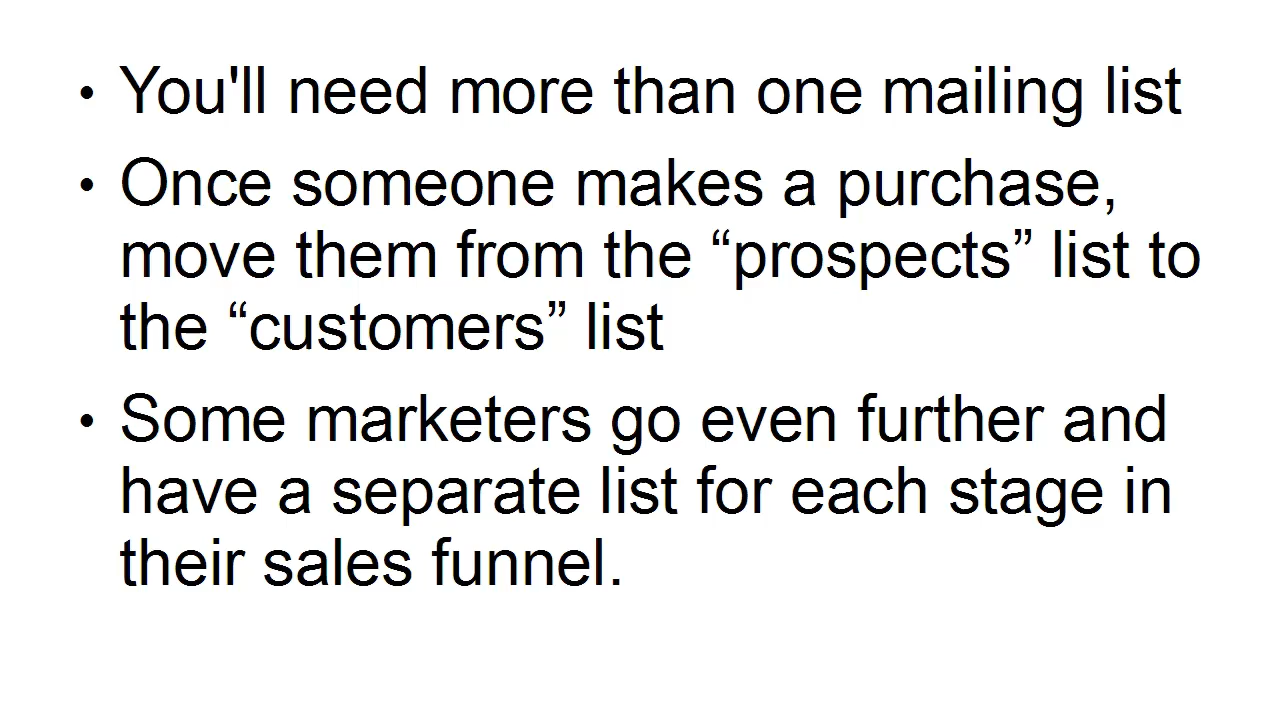 • You'll need more than one mailing list
• Once someone makes a purchase,
move them from the “prospects” list to
the “customers” list
• Some marketers go even further and
have a separate list for each stage in
their sales funnel.